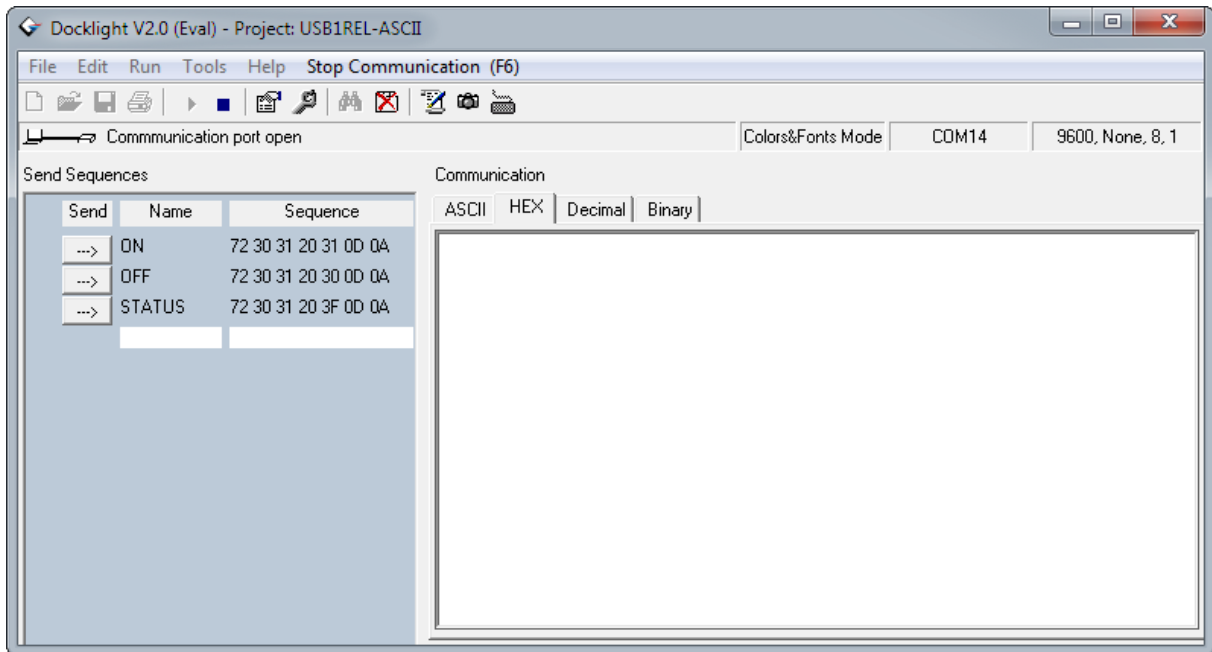 Docklight V2.0 (Eval) - Project: USB1REL-ASCII
File Edit Run Tools Help Stop Communication (F6)
Commmunication port open Colors&Fonts Mode COM14 9600, None, 8, 1
Send Sequences
Send Name Sequence
---> ON 72 30 31 20 31 0D 0A
---> OFF 72 30 31 20 30 0D 0A
---> STATUS 72 30 31 20 3F 0D 0A
Communication
ASCII HEX Decimal Binary